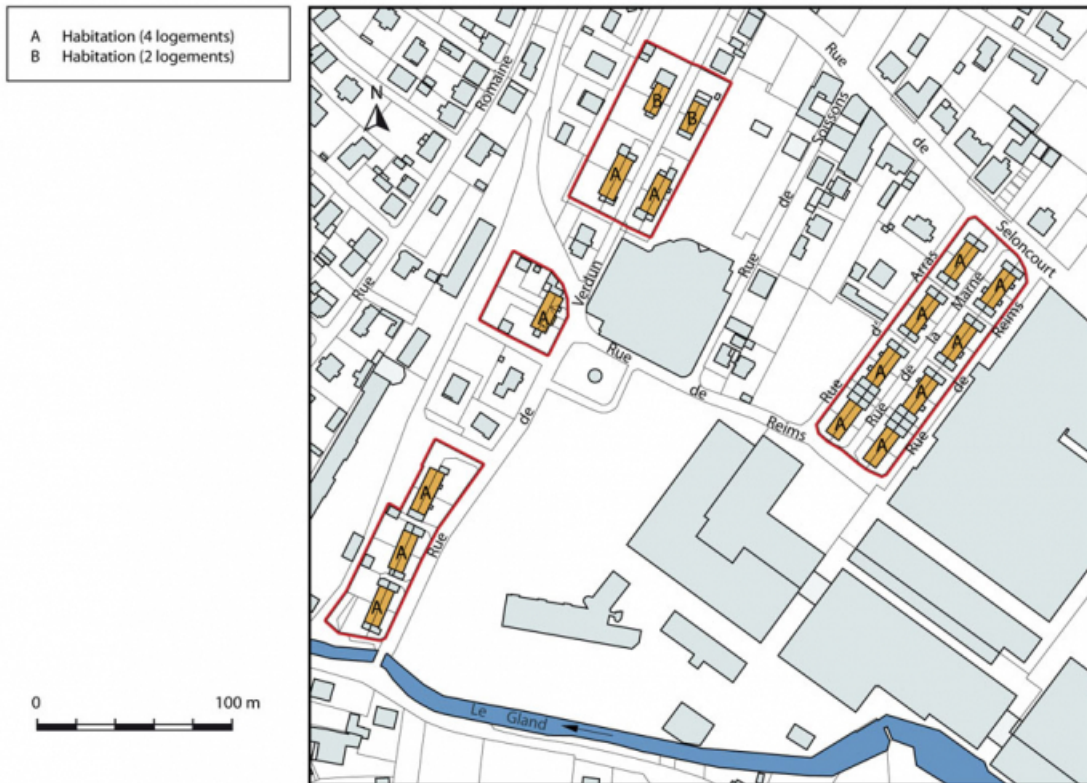 A Habitation (4 logements)
B Habitation (2 logements)
N
0 100 m
Rue Romaine
Rue de Verdun
Rue de Soissons
Rue de Seloncourt
Rue de Reims
Rue d'Arras
Rue de la Marne
Rue de Reims
B
B
A
A
A
A
A
A
A
A
A
A
A
A
A
A
Le Gland